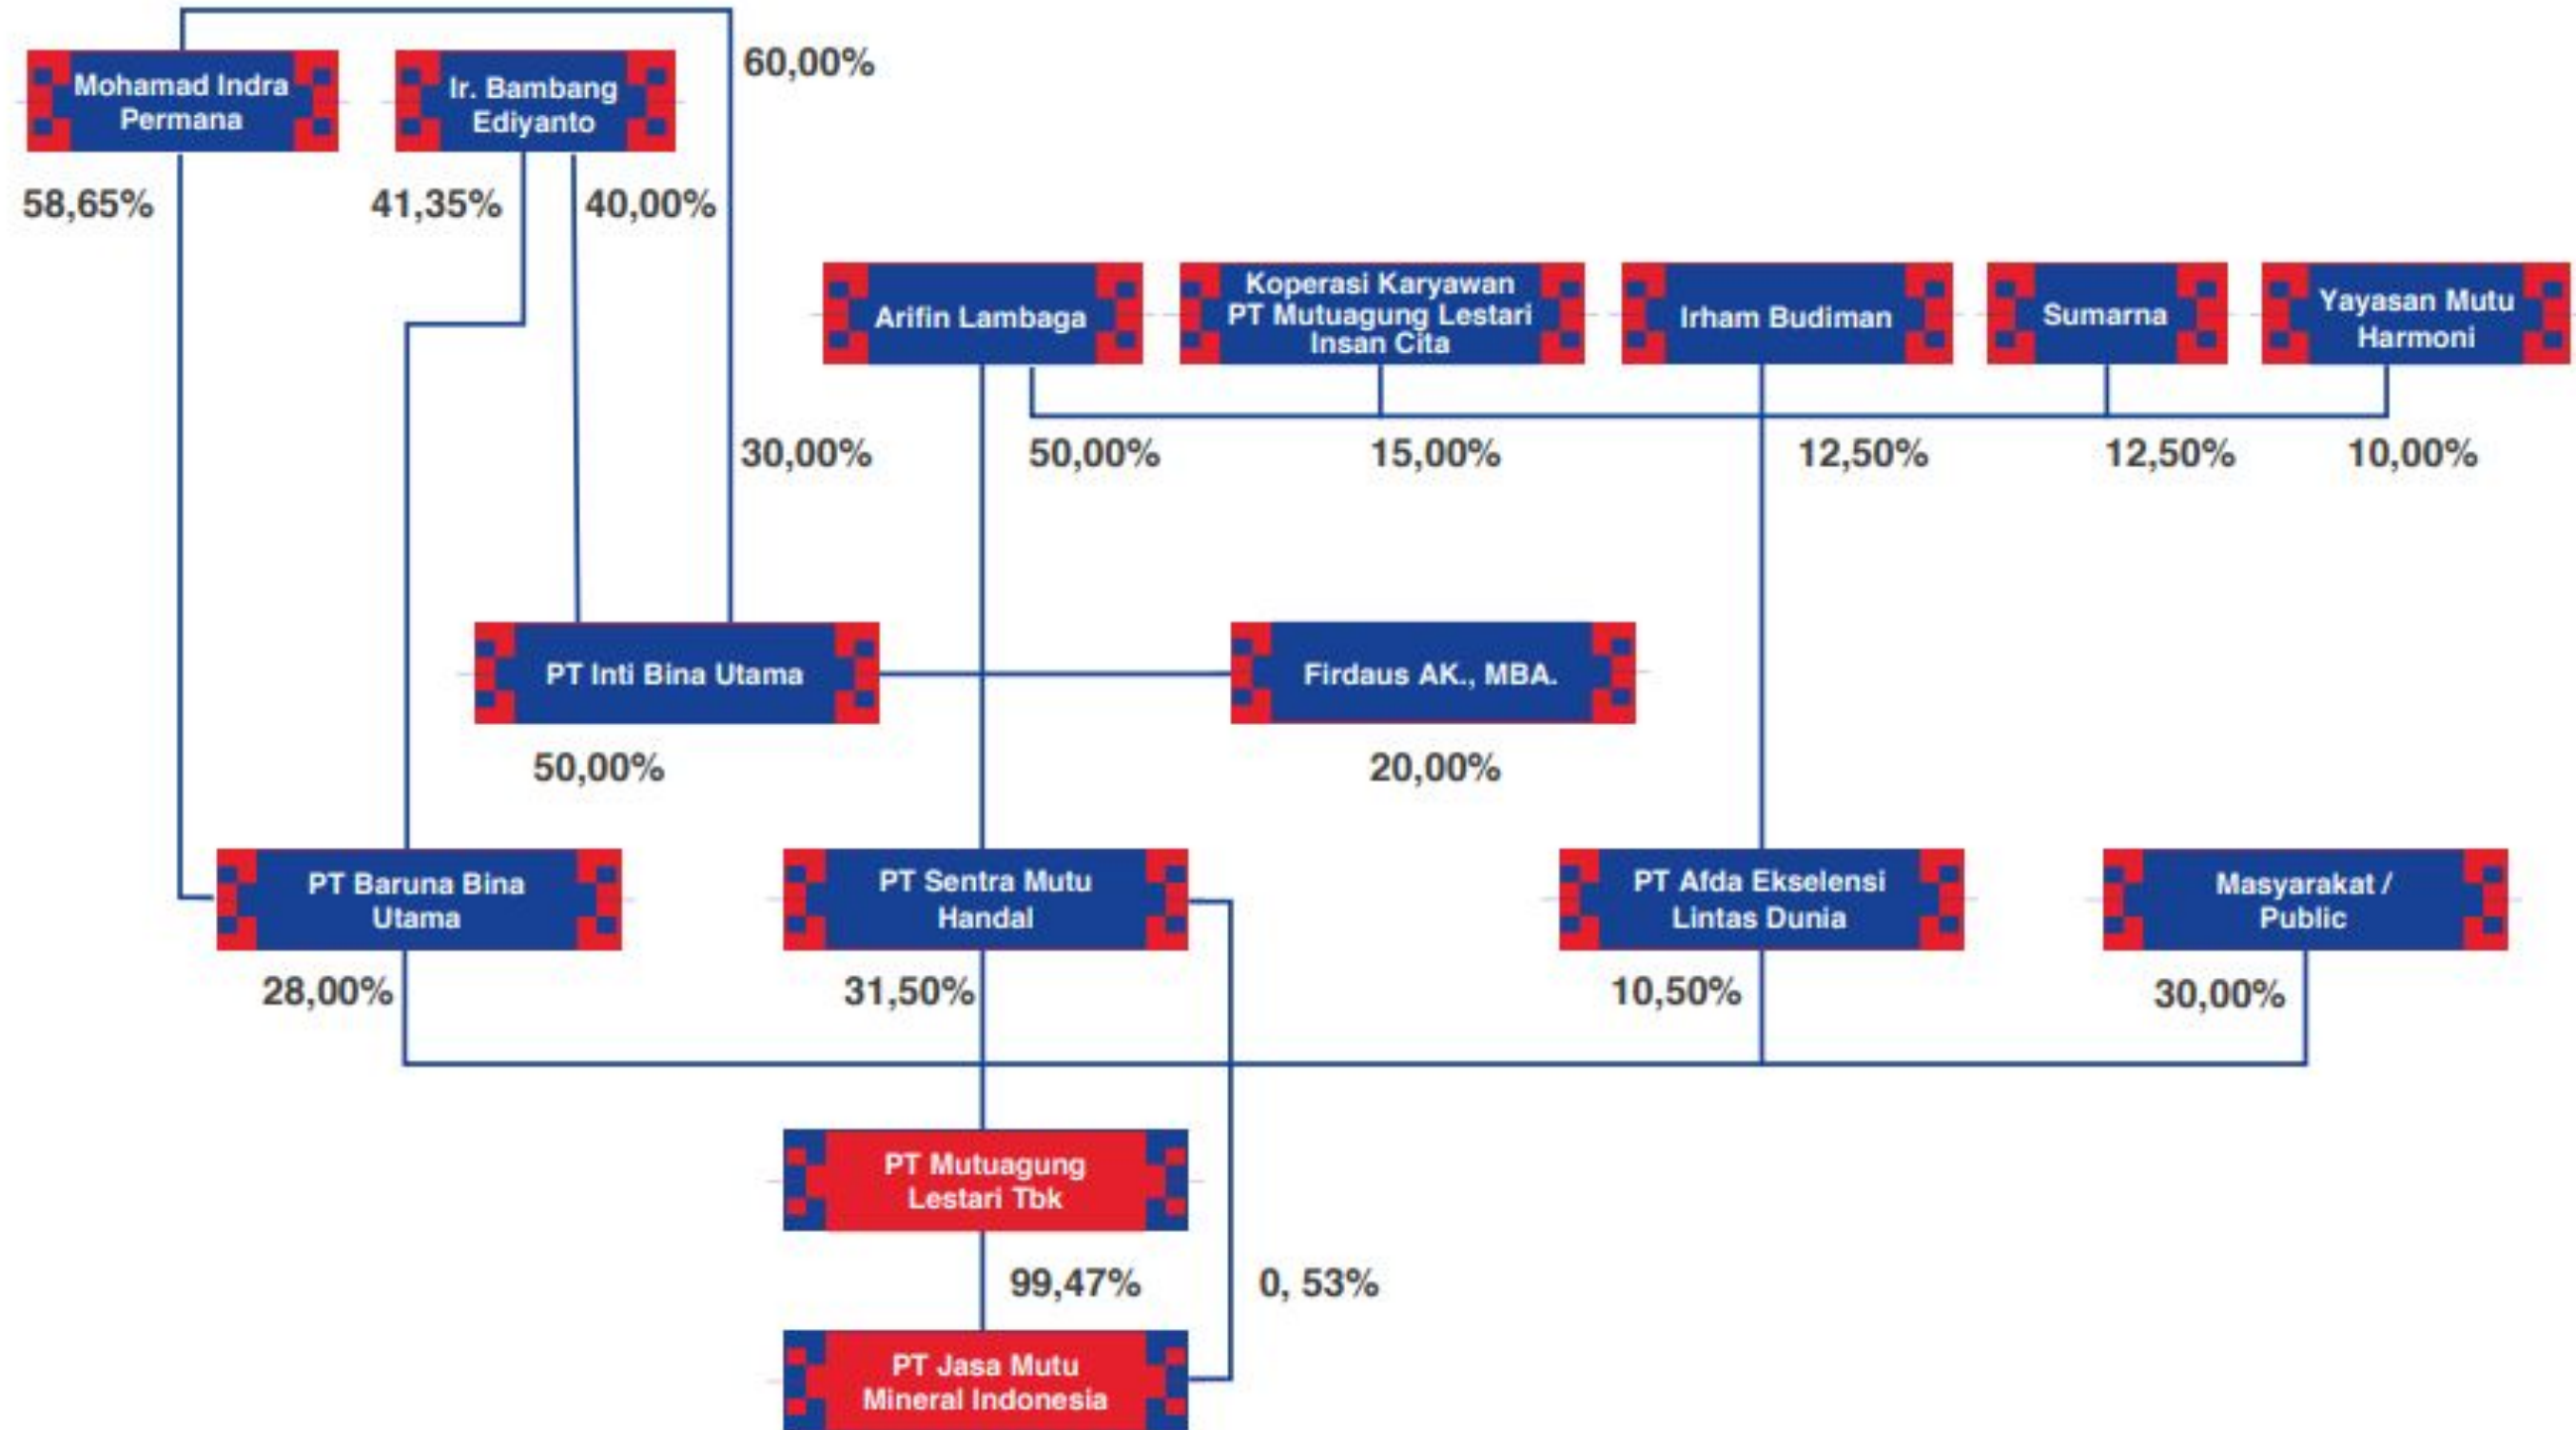 60,00%
Mohamad Indra
Permana
Ir. Bambang
Ediyanto
58,65%
41,35%
40,00%
Arifin Lambaga
Koperasi Karyawan
PT Mutuagung Lestari
Insan Cita
Irham Budiman
Sumarna
Yayasan Mutu
Harmoni
30,00%
50,00%
15,00%
12,50%
12,50%
10,00%
PT Inti Bina Utama
Firdaus AK., MBA.
50,00%
20,00%
PT Baruna Bina
Utama
PT Sentra Mutu
Handal
PT Afda Ekselensi
Lintas Dunia
Masyarakat /
Public
28,00%
31,50%
10,50%
30,00%
PT Mutuagung
Lestari Tbk
99,47%
0, 53%
PT Jasa Mutu
Mineral Indonesia